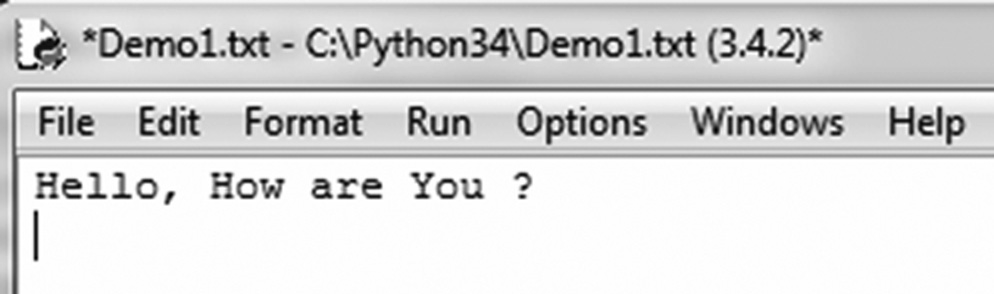 *Demo1.txt - C:\Python34\Demo1.txt (3.4.2)*
File Edit Format Run Options Windows Help
Hello, How are You ?